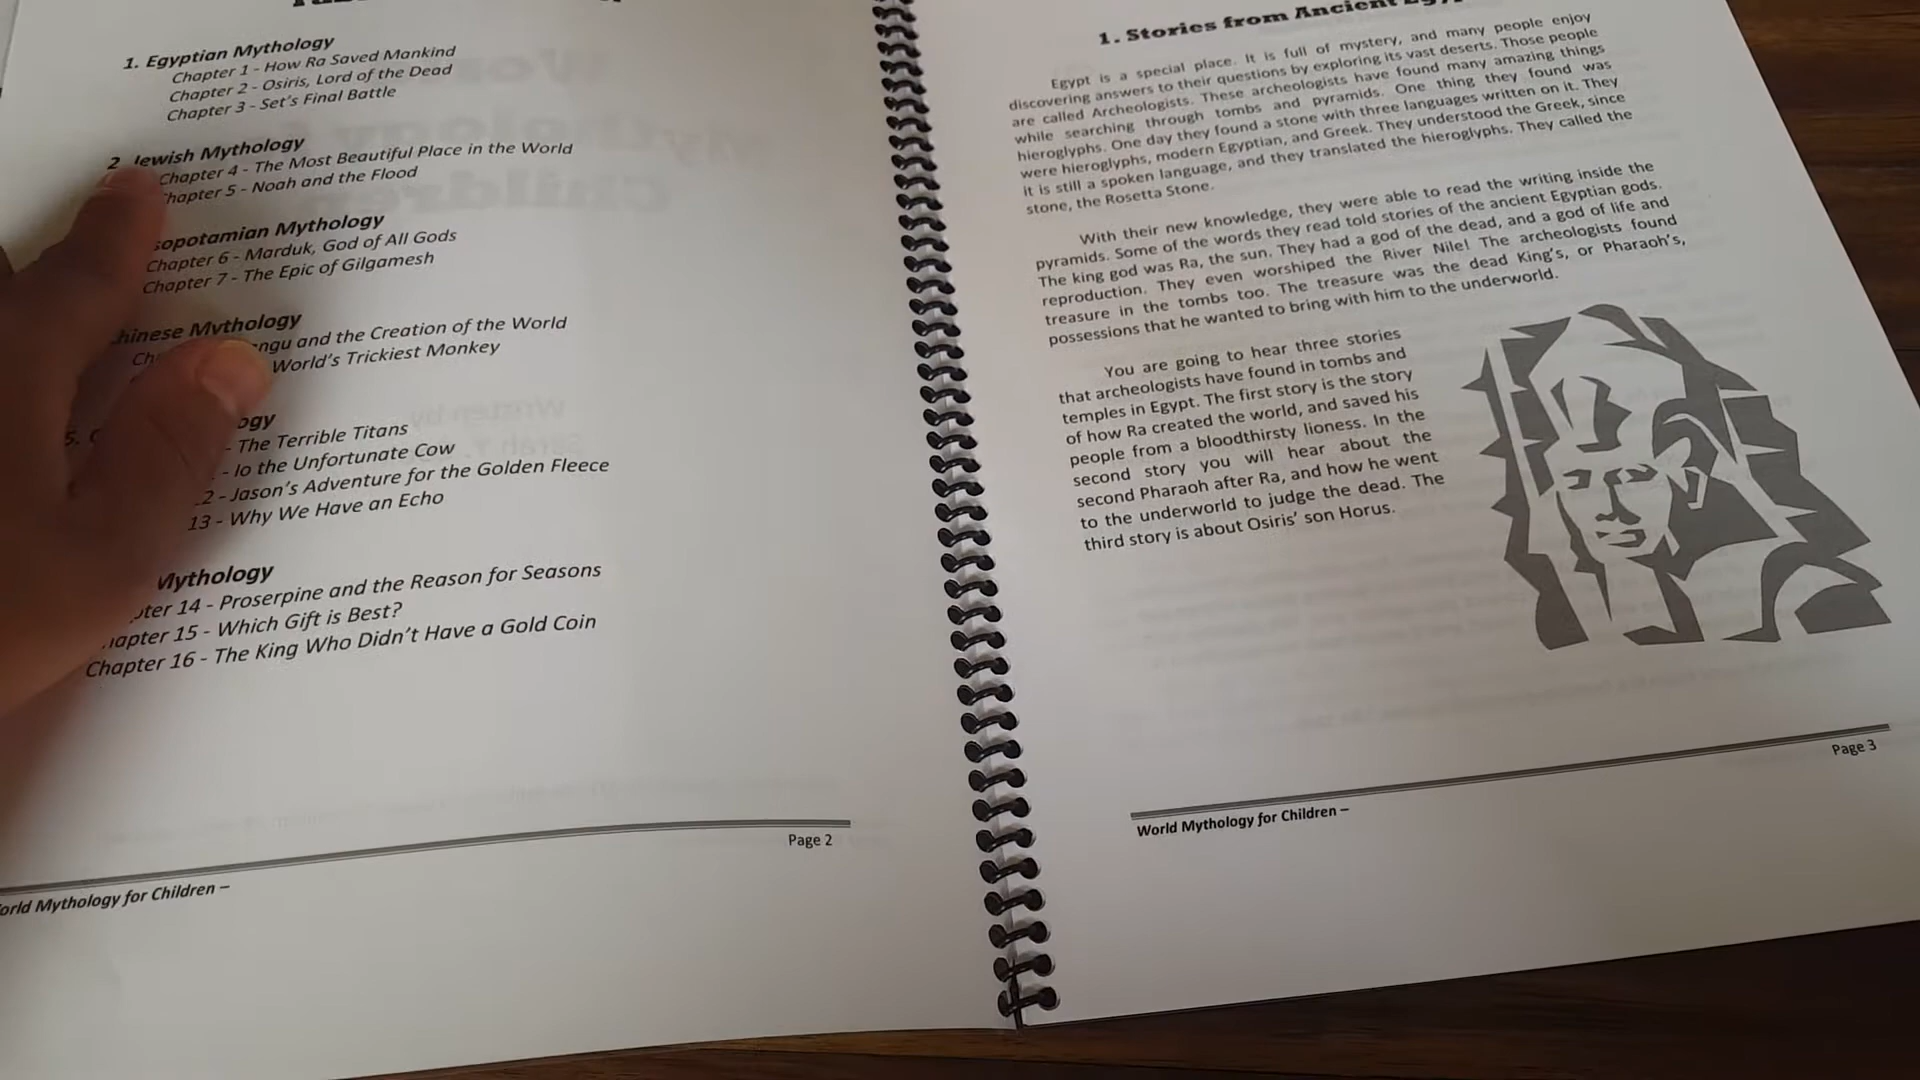 1. Egyptian Mythology
Chapter 1 - How Ra Saved Mankind
Chapter 2 - Osiris, Lord of the Dead
Chapter 3 - Set's Final Battle
2 Jewish Mythology
Chapter 4 - The Most Beautiful Place in the World
Chapter 5 - Noah and the Flood
sopotamian Mythology
Chapter 6 - Marduk, God of All Gods
Chapter 7 - The Epic of Gilgamesh
hinese Mythology
Ch ngu and the Creation of the World
World's Trickiest Monkey
5. ogy
- The Terrible Titans
- Io the Unfortunate Cow
2 - Jason's Adventure for the Golden Fleece
13 - Why We Have an Echo
Mythology
pter 14 - Proserpine and the Reason for Seasons
apter 15 - Which Gift is Best?
Chapter 16 - The King Who Didn't Have a Gold Coin
Page 2
orld Mythology for Children –
1. Stories from Ancient
Egypt is a special place. It is full of mystery, and many people enjoy
discovering answers to their questions by exploring its vast deserts. Those people
are called Archeologists. These archeologists have found many amazing things
while searching through tombs and pyramids. One thing they found was
hieroglyphs. One day they found a stone with three languages written on it. They
were hieroglyphs, modern Egyptian, and Greek. They understood the Greek, since
it is still a spoken language, and they translated the hieroglyphs. They called the
stone, the Rosetta Stone.
With their new knowledge, they were able to read the writing inside the
pyramids. Some of the words they read told stories of the ancient Egyptian gods.
The king god was Ra, the sun. They had a god of the dead, and a god of life and
reproduction. They even worshiped the River Nile! The archeologists found
treasure in the tombs too. The treasure was the dead King's, or Pharaoh's,
possessions that he wanted to bring with him to the underworld.
You are going to hear three stories
that archeologists have found in tombs and
temples in Egypt. The first story is the story
of how Ra created the world, and saved his
people from a bloodthirsty lioness. In the
second story you will hear about the
second Pharaoh after Ra, and how he went
to the underworld to judge the dead. The
third story is about Osiris' son Horus.
Page 3
World Mythology for Children –